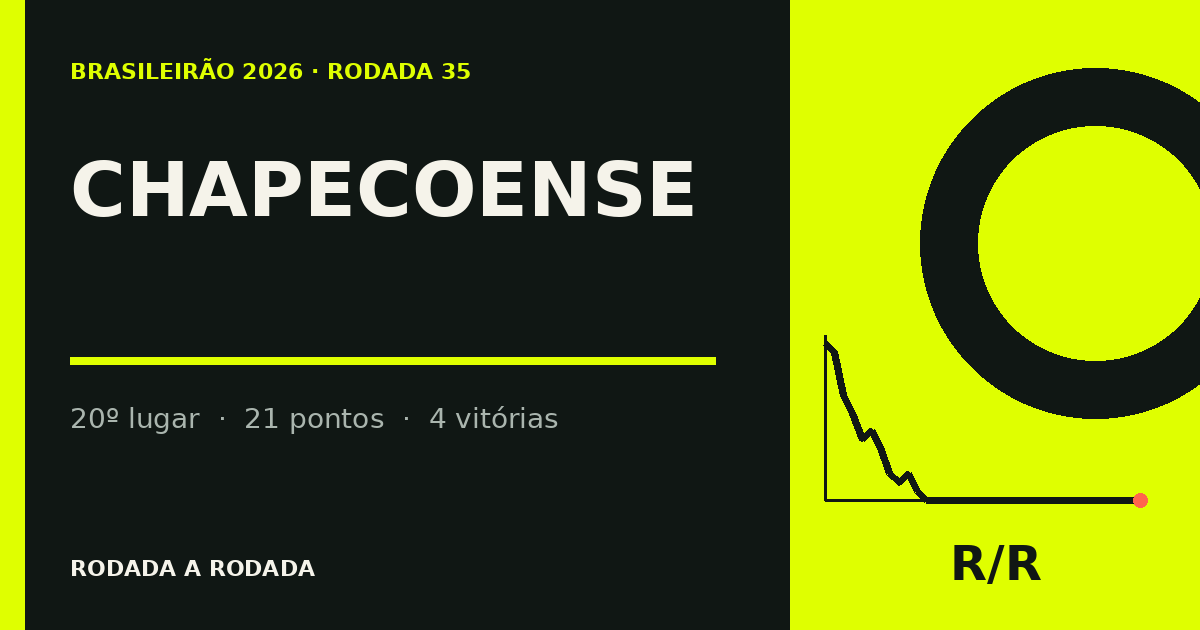 BRASILEIRÃO 2026 · RODADA 35
CHAPECOENSE
20º lugar · 21 pontos · 4 vitórias
RODADA A RODADA
R/R